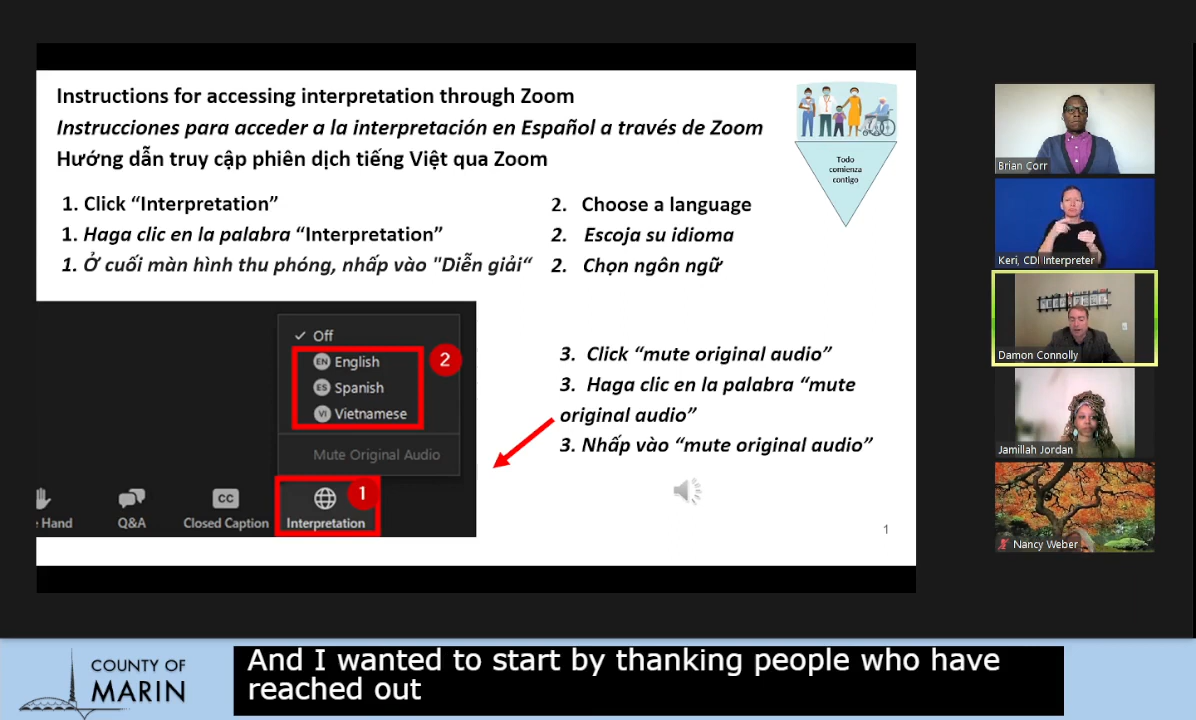 Instructions for accessing interpretation through Zoom
Instrucciones para acceder a la interpretación en Español a través de Zoom
Hướng dẫn truy cập phiên dịch tiếng Việt qua Zoom
Todo
comienza
contigo
1. Click “Interpretation”
1. Haga clic en la palabra “Interpretation”
1. Ở cuối màn hình thu phóng, nhấp vào "Diễn giải“
2. Choose a language
2. Escoja su idioma
2. Chọn ngôn ngữ
Off
EN English
ES Spanish
VI Vietnamese
2
Mute Original Audio
1
e Hand
Q&A
CC
Closed Caption
Interpretation
3. Click “mute original audio”
3. Haga clic en la palabra “mute
original audio”
3. Nhấp vào “mute original audio”
1
Brian Corr
Keri, CDI Interpreter
Damon Connolly
Jamillah Jordan
Nancy Weber
COUNTY OF
MARIN
And I wanted to start by thanking people who have
reached out